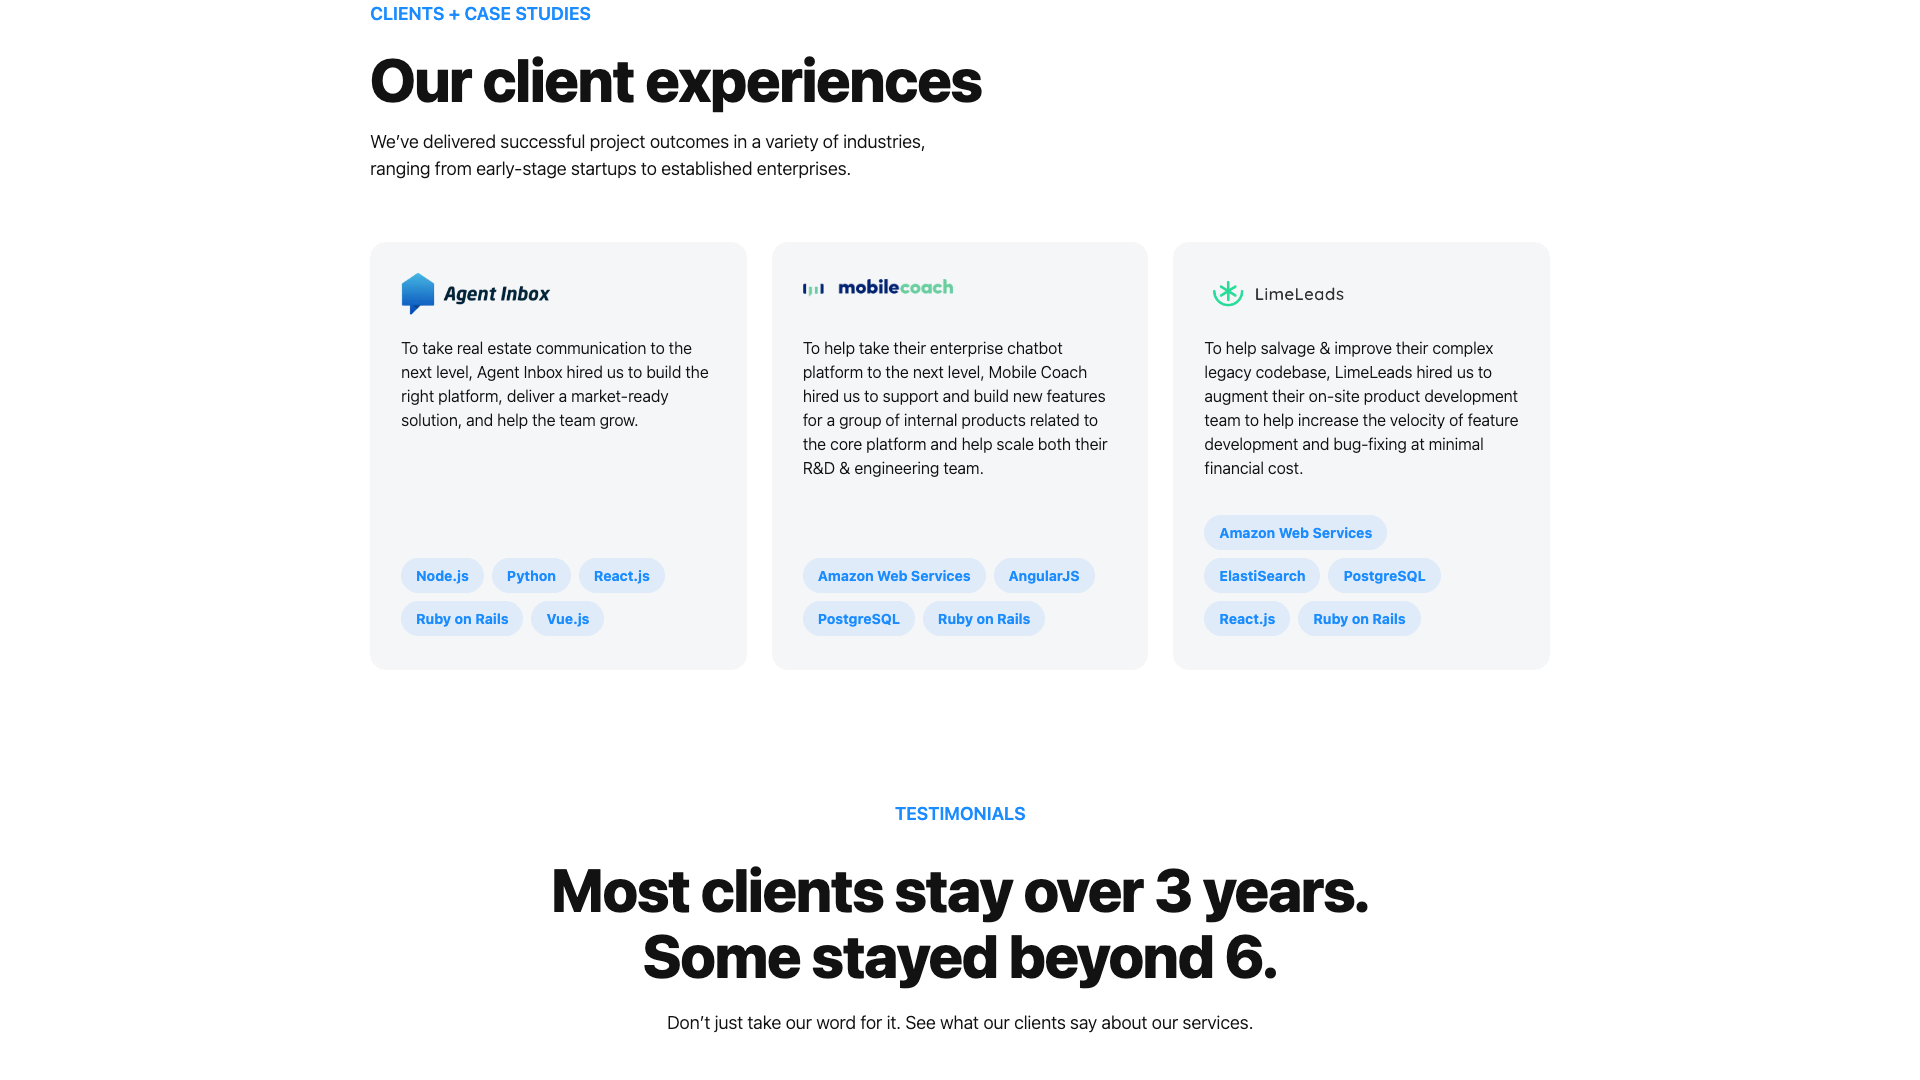 CLIENTS + CASE STUDIES
Our client experiences
We’ve delivered successful project outcomes in a variety of industries,
ranging from early-stage startups to established enterprises.
Agent Inbox
To take real estate communication to the
next level, Agent Inbox hired us to build the
right platform, deliver a market-ready
solution, and help the team grow.
Node.js Python React.js
Ruby on Rails Vue.js
mobilecoach
To help take their enterprise chatbot
platform to the next level, Mobile Coach
hired us to support and build new features
for a group of internal products related to
the core platform and help scale both their
R&D & engineering team.
Amazon Web Services AngularJS
PostgreSQL Ruby on Rails
LimeLeads
To help salvage & improve their complex
legacy codebase, LimeLeads hired us to
augment their on-site product development
team to help increase the velocity of feature
development and bug-fixing at minimal
financial cost.
Amazon Web Services
ElastiSearch PostgreSQL
React.js Ruby on Rails
TESTIMONIALS
Most clients stay over 3 years.
Some stayed beyond 6.
Don’t just take our word for it. See what our clients say about our services.